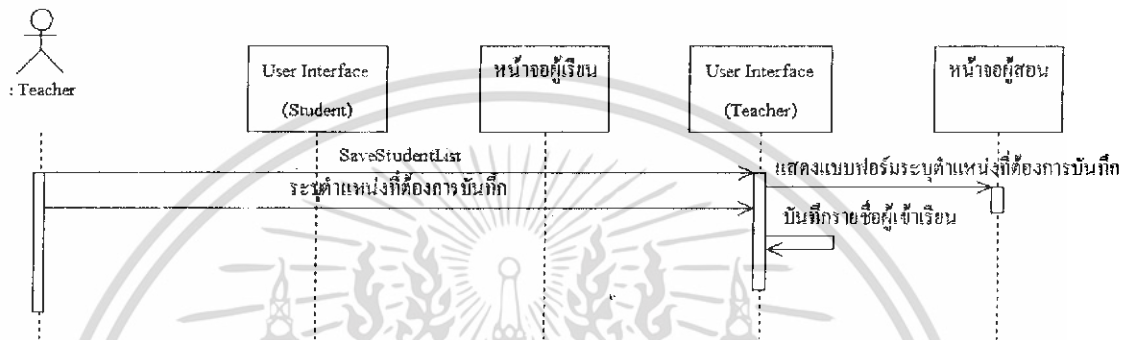 : Teacher
User Interface
(Student)
หน้าจอผู้เรียน
User Interface
(Teacher)
หน้าจอผู้สอน
SaveStudentList
แสดงแบบฟอร์มระบุตำแหน่งที่ต้องการบันทึก
ระบุตำแหน่งที่ต้องการบันทึก
บันทึกรายชื่อผู้เข้าเรียน